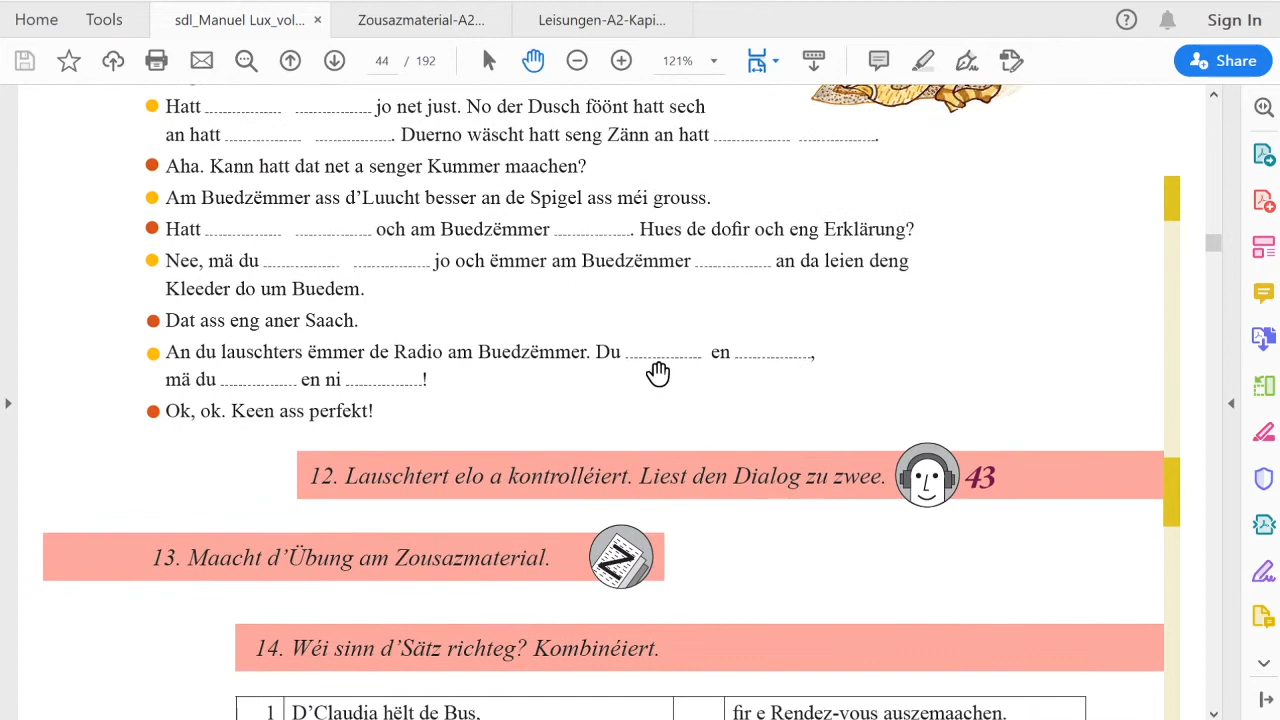 Home Tools sdl_Manuel Lux_vol... × Zousazmaterial-A2... Leisungen-A2-Kapi... Sign In
44 / 192 121% Share
Hatt jo net just. No der Dusch föönt hatt sech
an hatt . Duerno wäscht hatt seng Zänn an hatt .
Aha. Kann hatt dat net a senger Kummer maachen?
Am Buedzëmmer ass d'Luucht besser an de Spigel ass méi grouss.
Hatt och am Buedzëmmer . Hues de dofir och eng Erklärung?
Nee, mä du jo och ëmmer am Buedzëmmer an da leien deng
Kleeder do um Buedem.
Dat ass eng aner Saach.
An du lauschters ëmmer de Radio am Buedzëmmer. Du en ,
mä du en ni !
Ok, ok. Keen ass perfekt!
12. Lauschtert elo a kontrolléiert. Liest den Dialog zu zwee. 43
13. Maacht d'Übung am Zousazmaterial. Z
14. Wéi sinn d'Sätz richteg? Kombinéiert.
1 D'Claudia hëlt de Bus, fir e Rendez-vous auszemaachen.